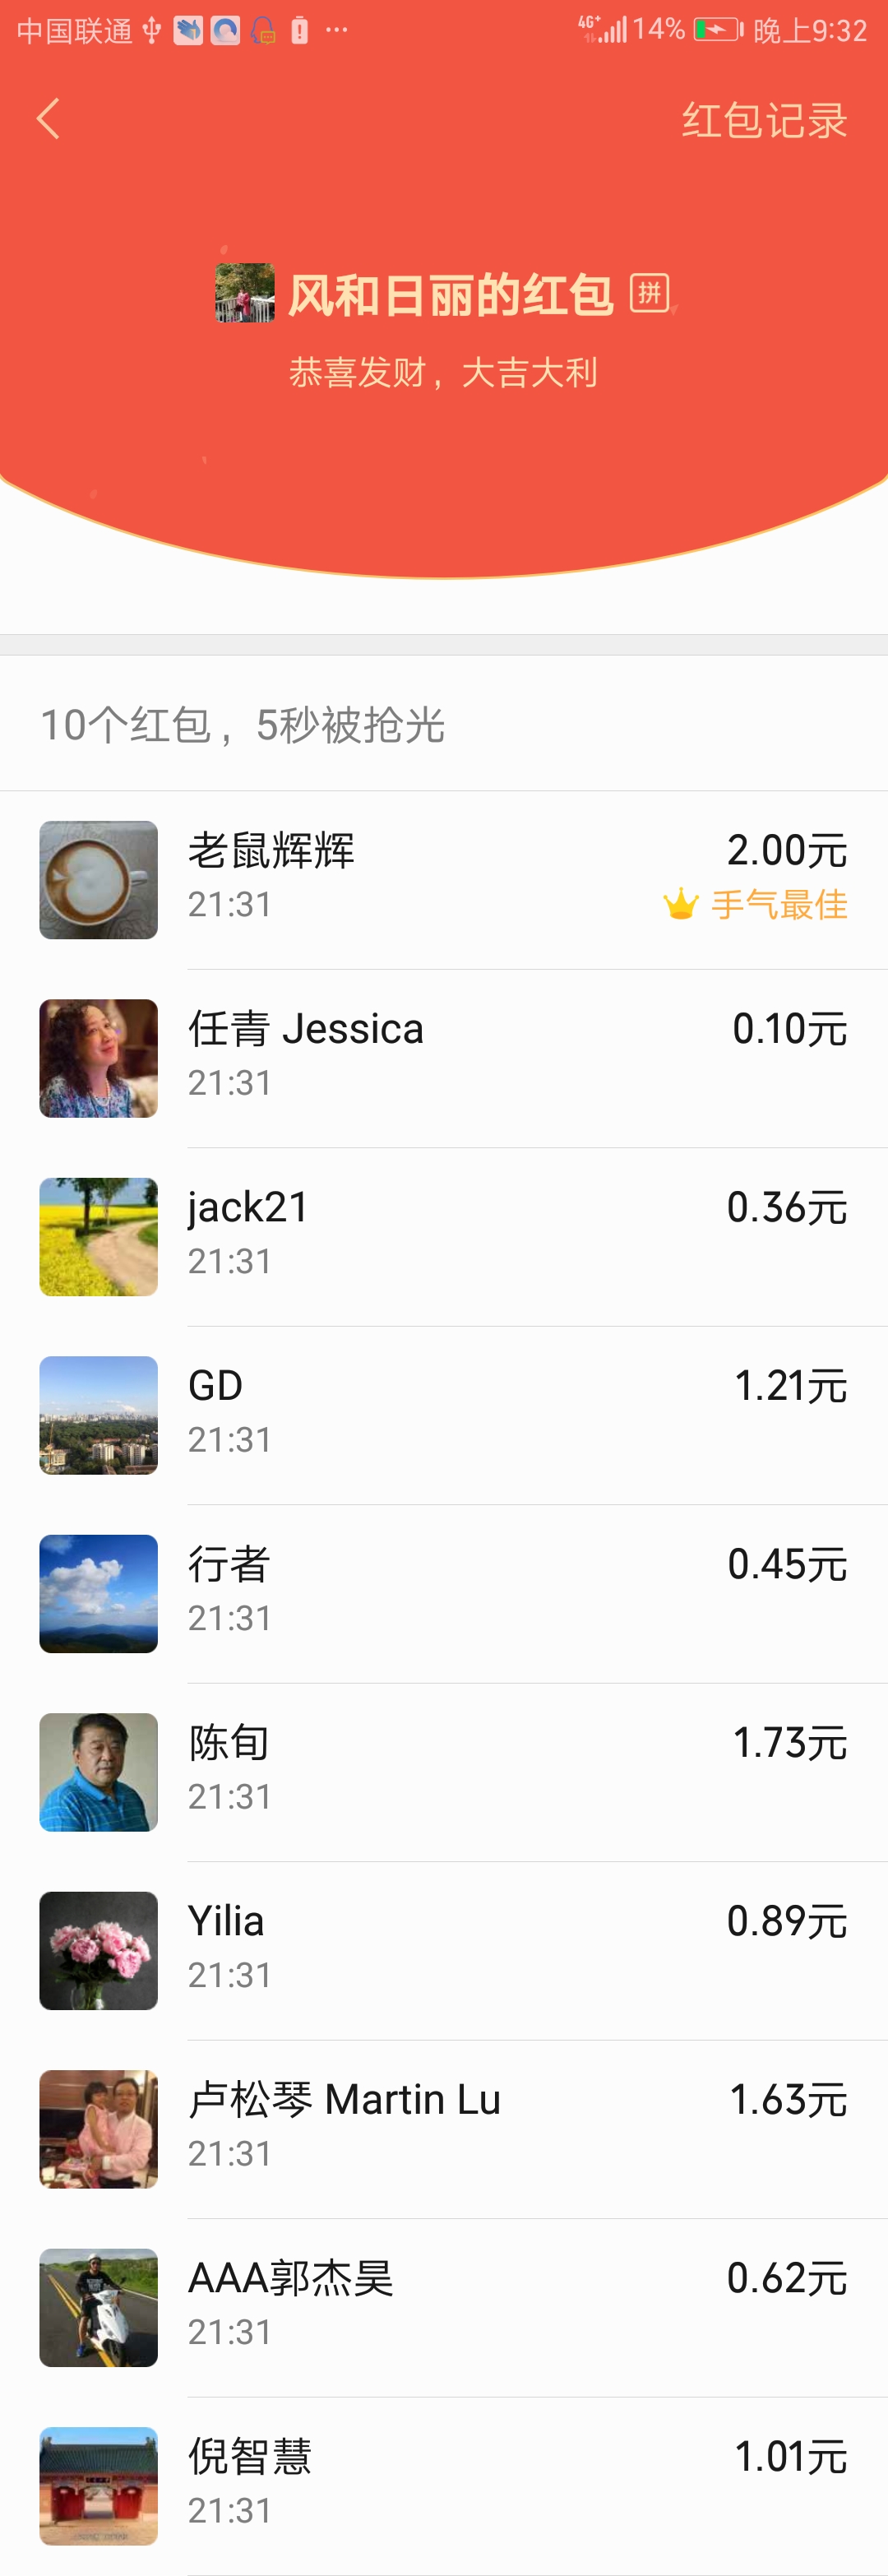 中国联通 4G+ 14% 晚上9:32
红包记录
风和日丽的红包 拼
恭喜发财，大吉大利
10个红包，5秒被抢光
老鼠辉辉 2.00元
21:31 手气最佳
任青 Jessica 0.10元
21:31
jack21 0.36元
21:31
GD 1.21元
21:31
行者 0.45元
21:31
陈旬 1.73元
21:31
Yilia 0.89元
21:31
卢松琴 Martin Lu 1.63元
21:31
AAA郭杰昊 0.62元
21:31
倪智慧 1.01元
21:31